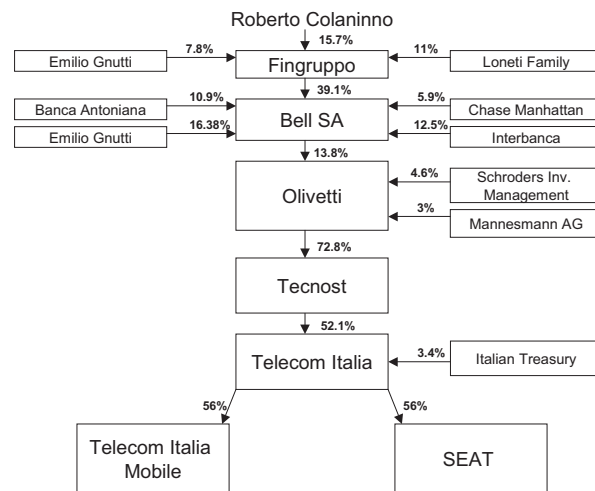 Roberto Colaninno
15.7%
7.8%
11%
Emilio Gnutti
Fingruppo
Loneti Family
39.1%
10.9%
5.9%
Banca Antoniana
Chase Manhattan
Bell SA
16.38%
12.5%
Emilio Gnutti
Interbanca
13.8%
4.6%
Schroders Inv.
Management
Olivetti
3%
Mannesmann AG
72.8%
Tecnost
52.1%
Telecom Italia
3.4%
Italian Treasury
56%
56%
Telecom Italia
Mobile
SEAT